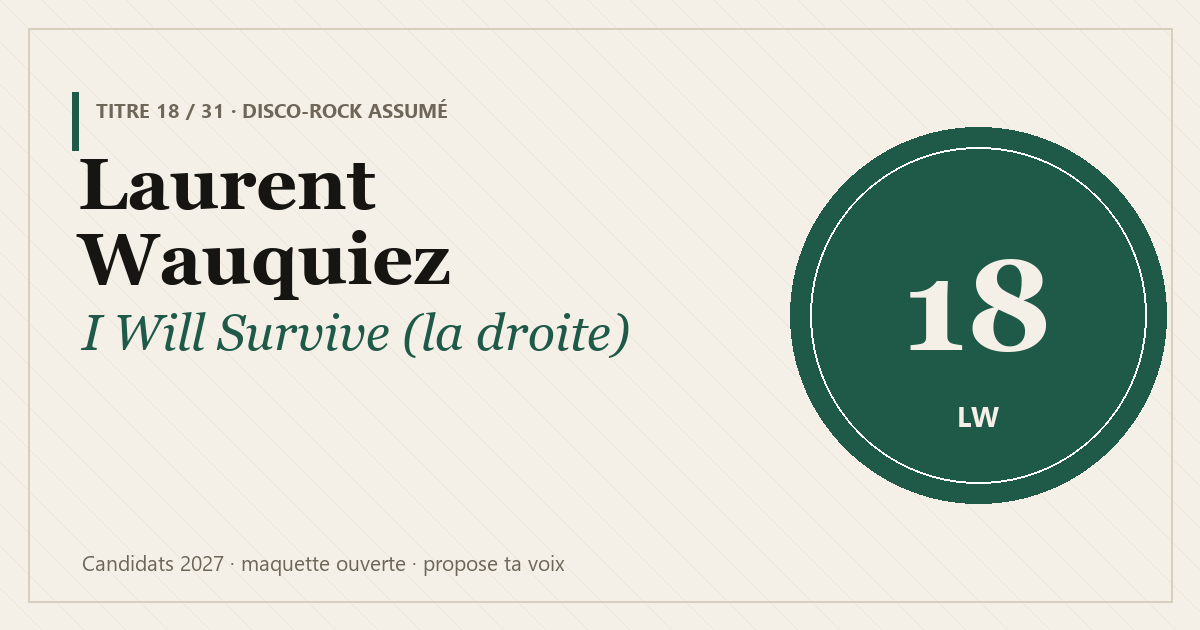 TITRE 18 / 31 · DISCO-ROCK ASSUMÉ
Laurent
Wauquiez
I Will Survive (la droite)
18
LW
Candidats 2027 · maquette ouverte · propose ta voix